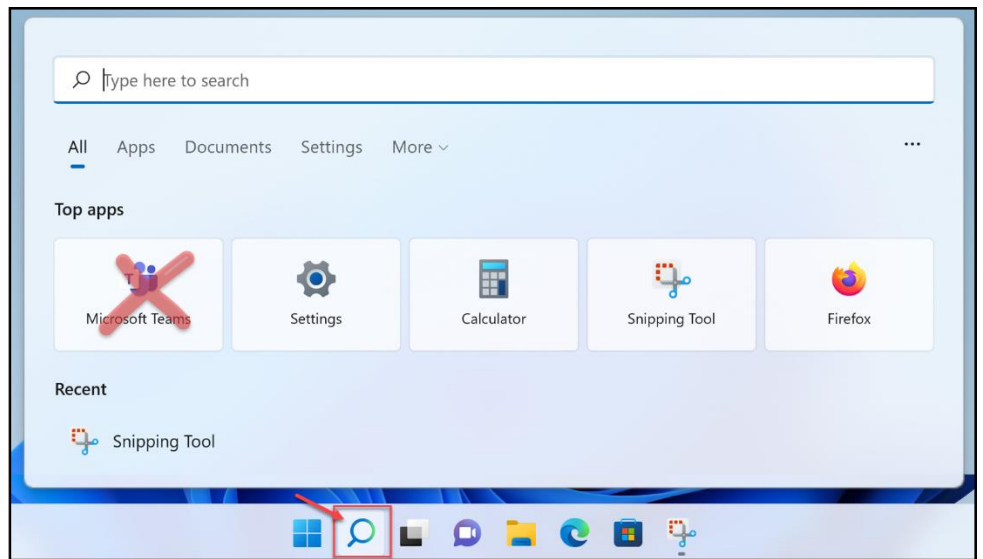 Type here to search
All Apps Documents Settings More
Top apps
Microsoft Teams Settings Calculator Snipping Tool Firefox
Recent
Snipping Tool